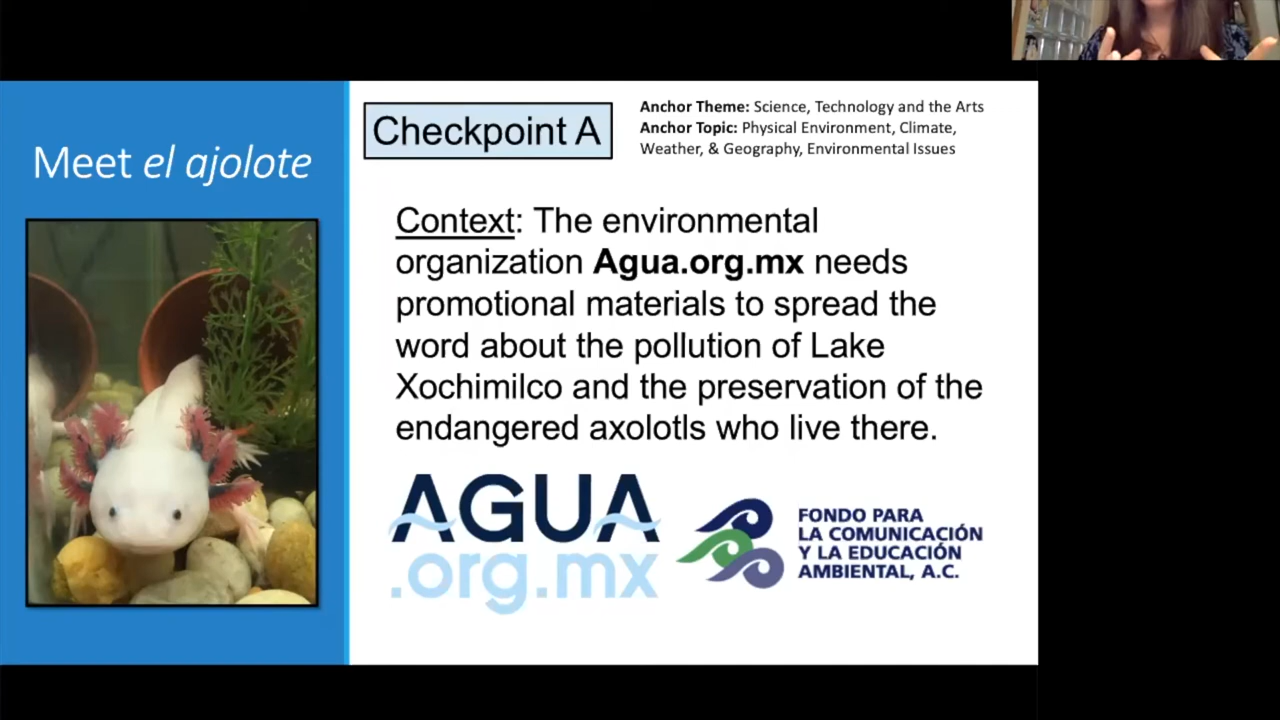 Meet el ajolote
Checkpoint A
Anchor Theme: Science, Technology and the Arts
Anchor Topic: Physical Environment, Climate,
Weather, & Geography, Environmental Issues
Context: The environmental
organization Agua.org.mx needs
promotional materials to spread the
word about the pollution of Lake
Xochimilco and the preservation of the
endangered axolotls who live there.
AGUA
.org.mx
FONDO PARA
LA COMUNICACIÓN
Y LA EDUCACIÓN
AMBIENTAL, A.C.